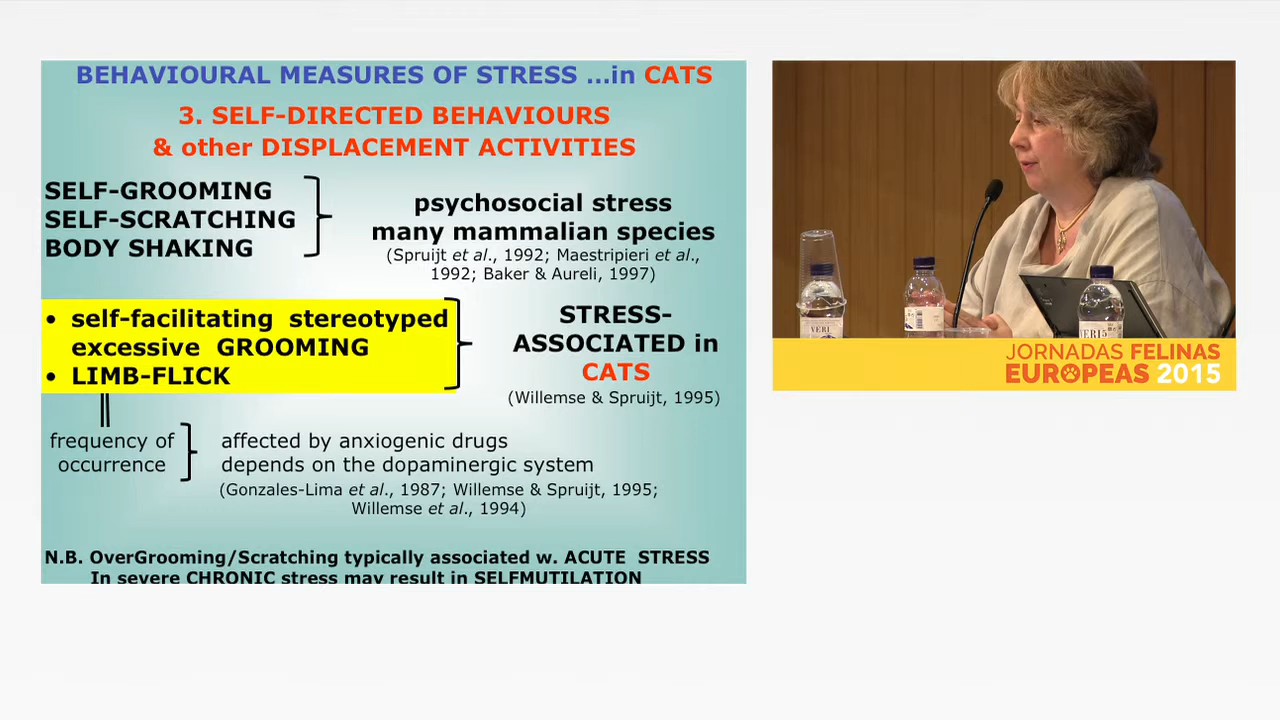 BEHAVIOURAL MEASURES OF STRESS ...in CATS
3. SELF-DIRECTED BEHAVIOURS
& other DISPLACEMENT ACTIVITIES
SELF-GROOMING
SELF-SCRATCHING
BODY SHAKING
psychosocial stress
many mammalian species
(Spruijt et al., 1992; Maestripieri et al.,
1992; Baker & Aureli, 1997)
• self-facilitating stereotyped
excessive GROOMING
• LIMB-FLICK
STRESS-
ASSOCIATED in
CATS
(Willemse & Spruijt, 1995)
frequency of
occurrence
affected by anxiogenic drugs
depends on the dopaminergic system
(Gonzales-Lima et al., 1987; Willemse & Spruijt, 1995;
Willemse et al., 1994)
N.B. OverGrooming/Scratching typically associated w. ACUTE STRESS
In severe CHRONIC stress may result in SELFMUTILATION
VERI
VERI
JORNADAS FELINAS
EUROPEAS 2015